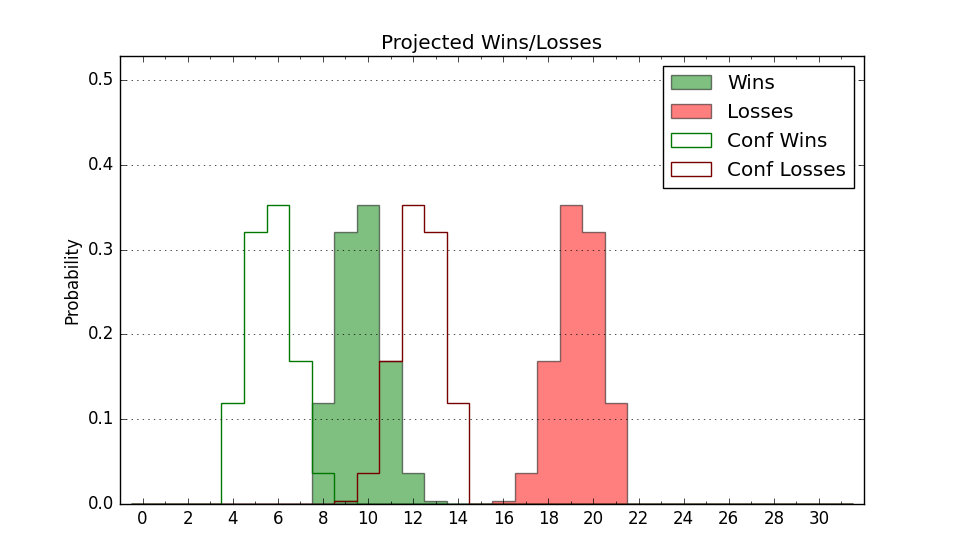 Projected Wins/Losses
Wins
Losses
Conf Wins
Conf Losses
Probability
0.5
0.4
0.3
0.2
0.1
0.0
0 2 4 6 8 10 12 14 16 18 20 22 24 26 28 30